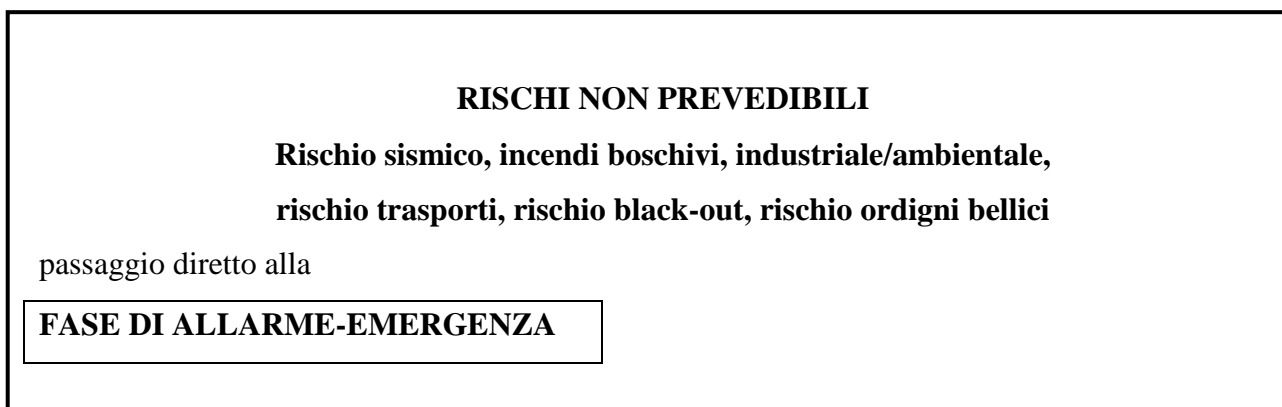 RISCHI NON PREVEDIBILI
Rischio sismico, incendi boschivi, industriale/ambientale,
rischio trasporti, rischio black-out, rischio ordigni bellici
passaggio diretto alla
FASE DI ALLARME-EMERGENZA